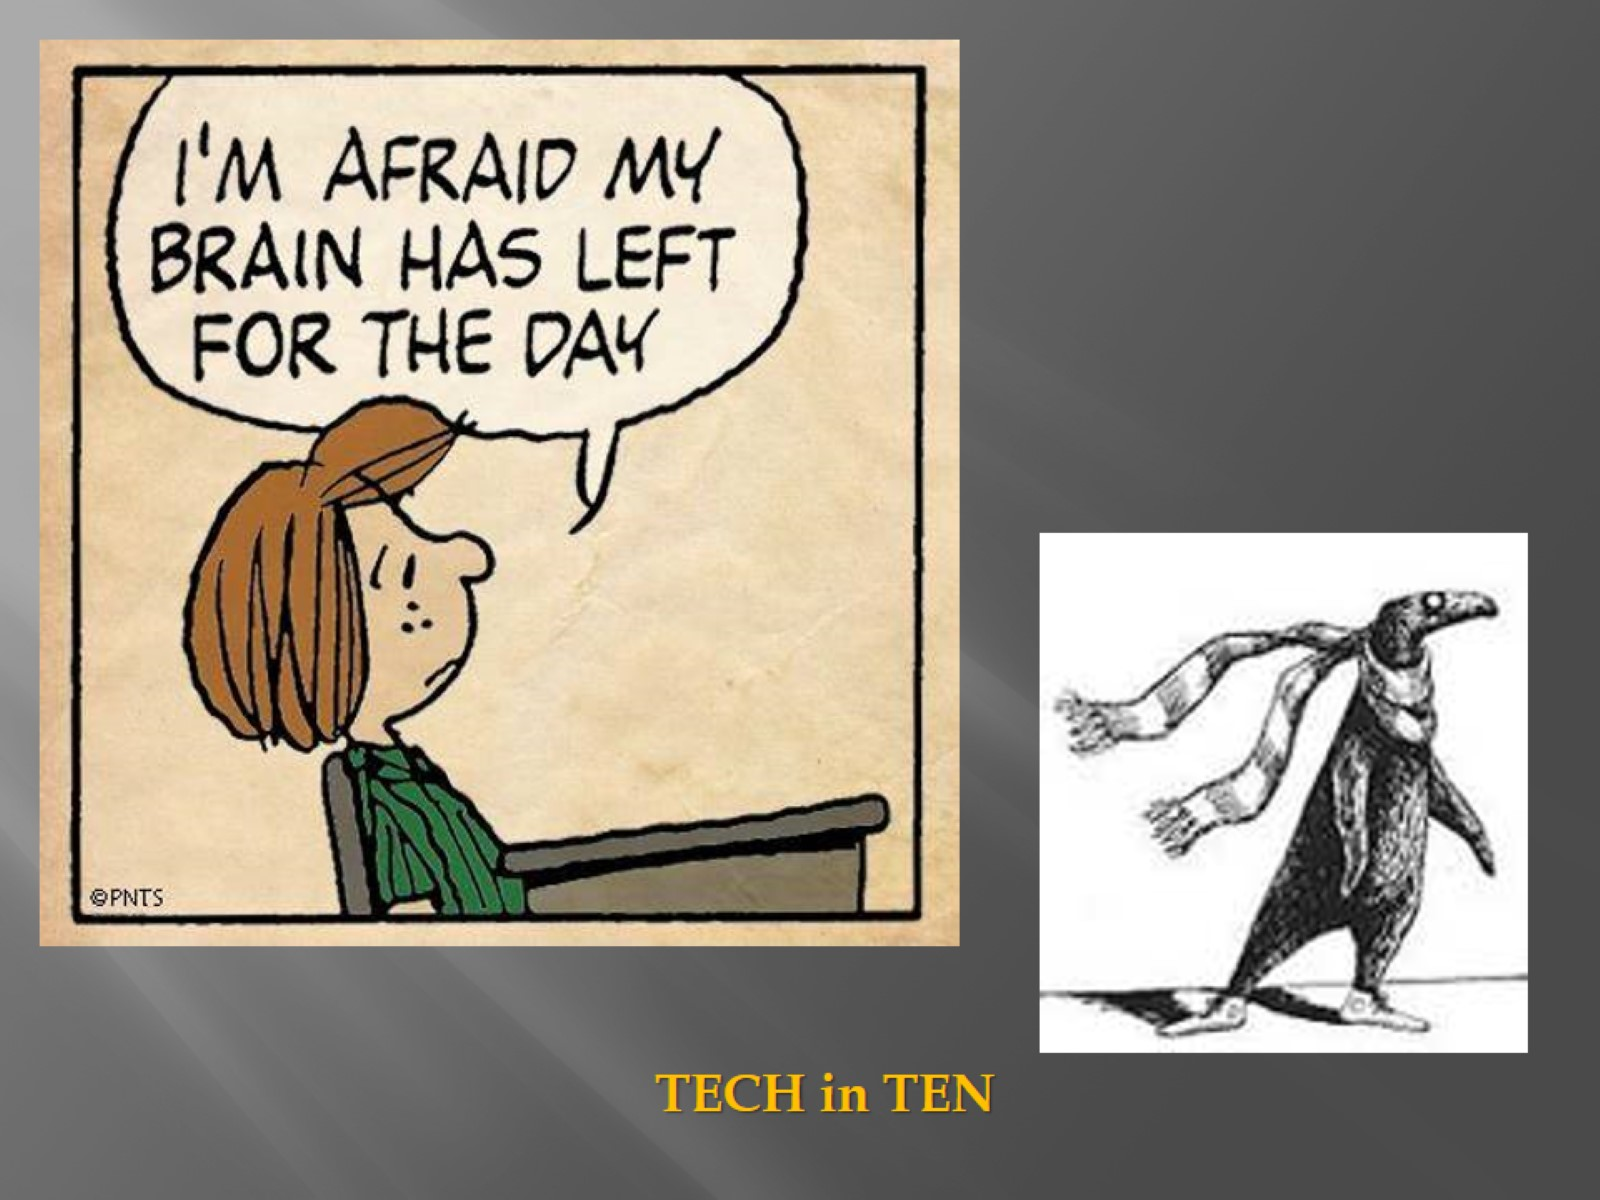 I'M AFRAID MY
BRAIN HAS LEFT
FOR THE DAY
©PNTS
TECH in TEN